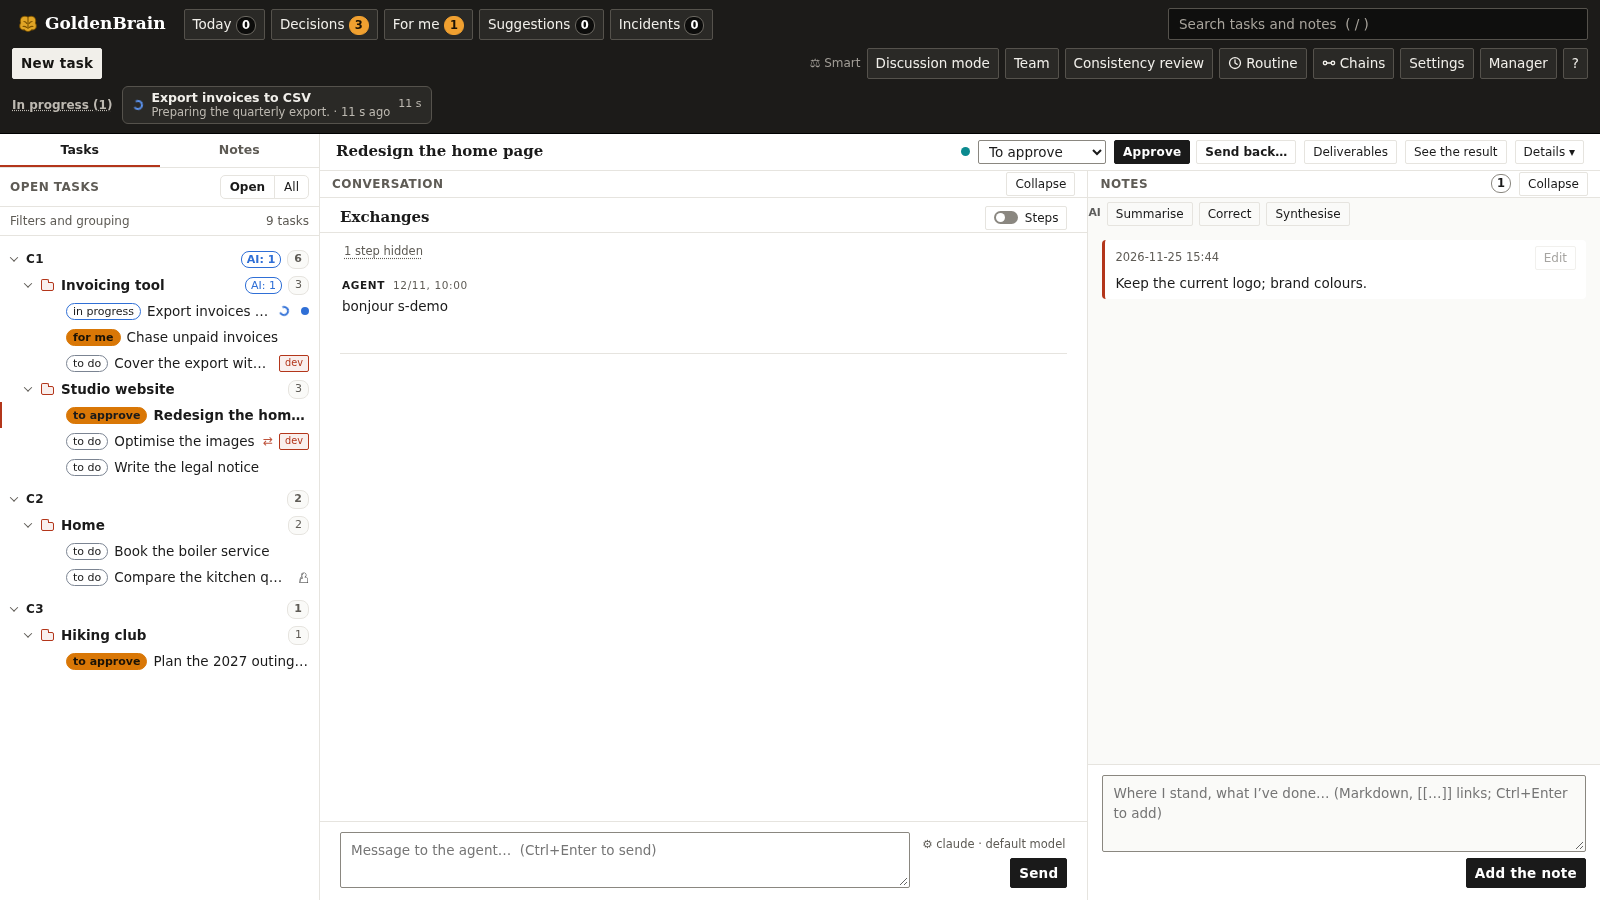 GoldenBrain Today 0 Decisions 3 For me 1 Suggestions 0 Incidents 0 Search tasks and notes ( / )
New task ⚖ Smart Discussion mode Team Consistency review Routine Chains Settings Manager ?
In progress (1) Export invoices to CSV 11 s
Preparing the quarterly export. · 11 s ago
Tasks Notes
OPEN TASKS Open All
Filters and grouping 9 tasks
C1 AI: 1 6
Invoicing tool AI: 1 3
in progress Export invoices …
for me Chase unpaid invoices
to do Cover the export wit… dev
Studio website 3
to approve Redesign the hom…
to do Optimise the images ⇄ dev
to do Write the legal notice
C2 2
Home 2
to do Book the boiler service
to do Compare the kitchen q…
C3 1
Hiking club 1
to approve Plan the 2027 outing…
Redesign the home page To approve Approve Send back… Deliverables See the result Details ▾
CONVERSATION Collapse
Exchanges Steps
1 step hidden
AGENT 12/11, 10:00
bonjour s-demo
Message to the agent… (Ctrl+Enter to send)
⚙ claude · default model
Send
NOTES 1 Collapse
AI Summarise Correct Synthesise
2026-11-25 15:44 Edit
Keep the current logo; brand colours.
Where I stand, what I’ve done… (Markdown, [[…]] links; Ctrl+Enter
to add)
Add the note